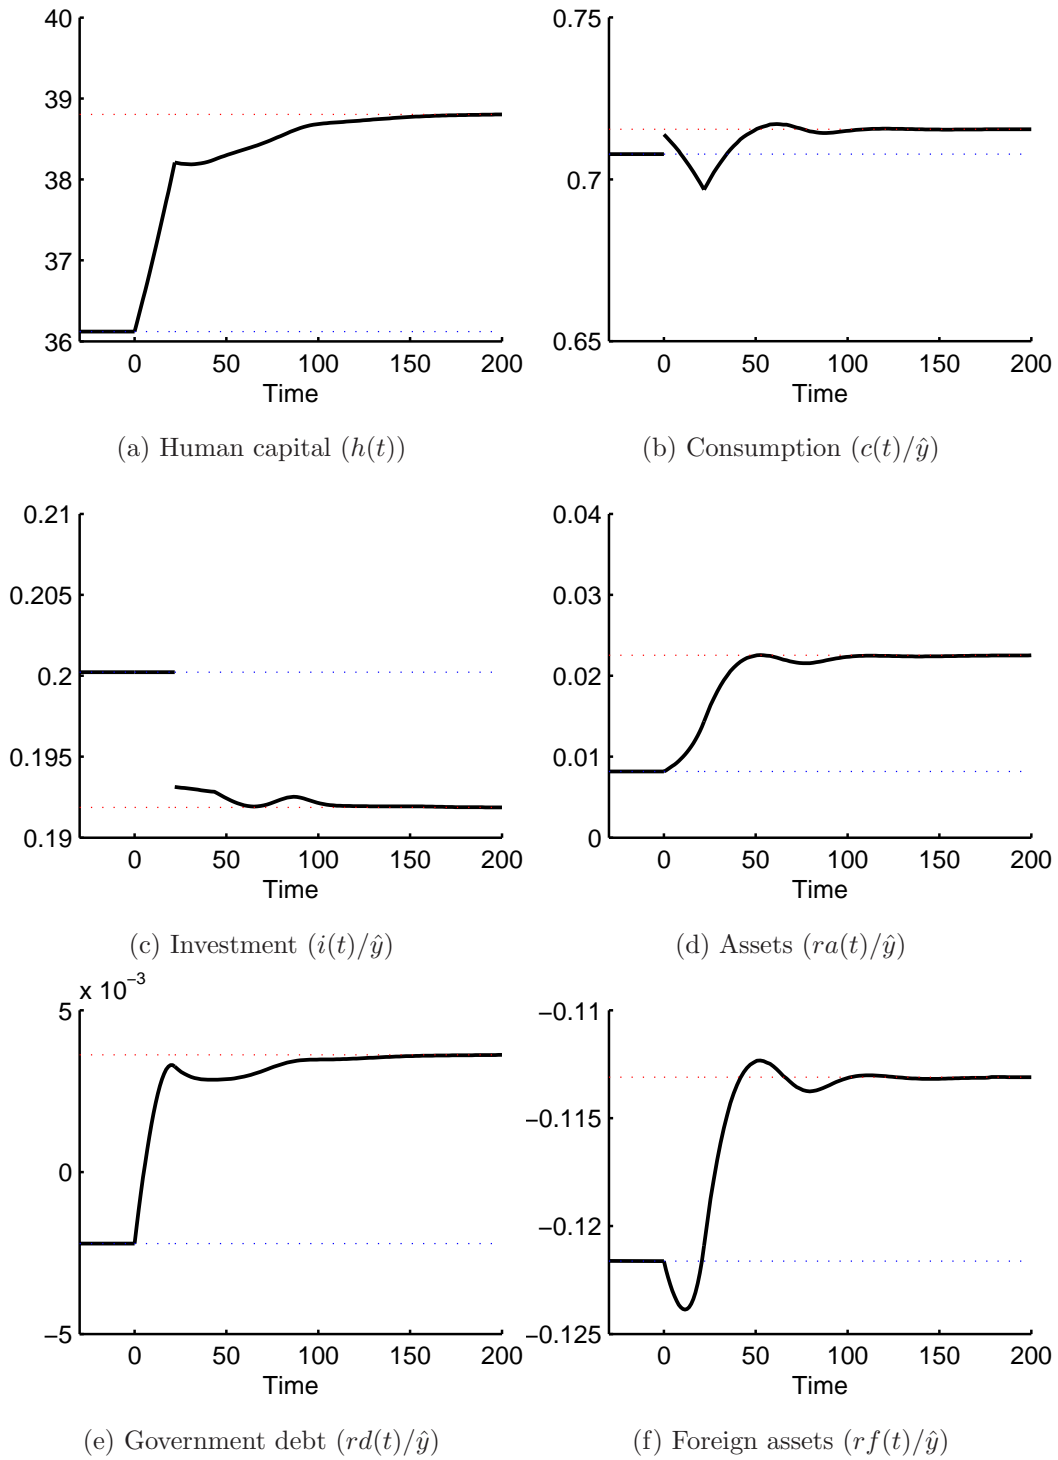 40
39
38
37
36
0 50 100 150 200
Time
(a) Human capital (h(t))
0.75
0.7
0.65
0 50 100 150 200
Time
(b) Consumption (c(t)/ŷ)
0.21
0.205
0.2
0.195
0.19
0 50 100 150 200
Time
(c) Investment (i(t)/ŷ)
0.04
0.03
0.02
0.01
0
0 50 100 150 200
Time
(d) Assets (ra(t)/ŷ)
x 10⁻³
5
0
−5
0 50 100 150 200
Time
(e) Government debt (rd(t)/ŷ)
−0.11
−0.115
−0.12
−0.125
0 50 100 150 200
Time
(f) Foreign assets (rf(t)/ŷ)